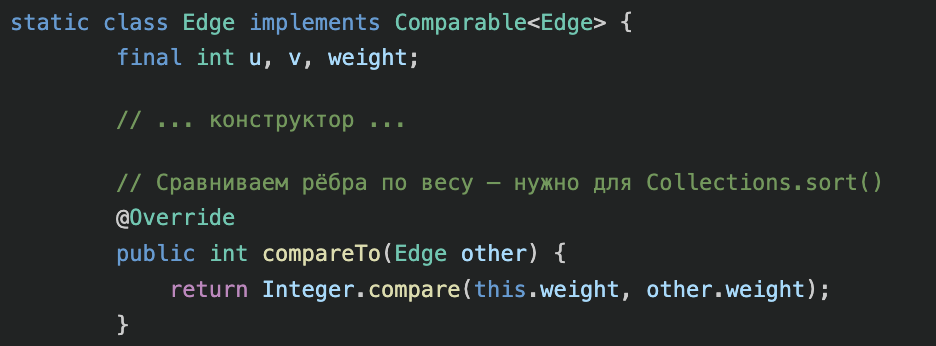 static class Edge implements Comparable<Edge> {
final int u, v, weight;
// ... конструктор ...
// Сравниваем рёбра по весу — нужно для Collections.sort()
@Override
public int compareTo(Edge other) {
return Integer.compare(this.weight, other.weight);
}